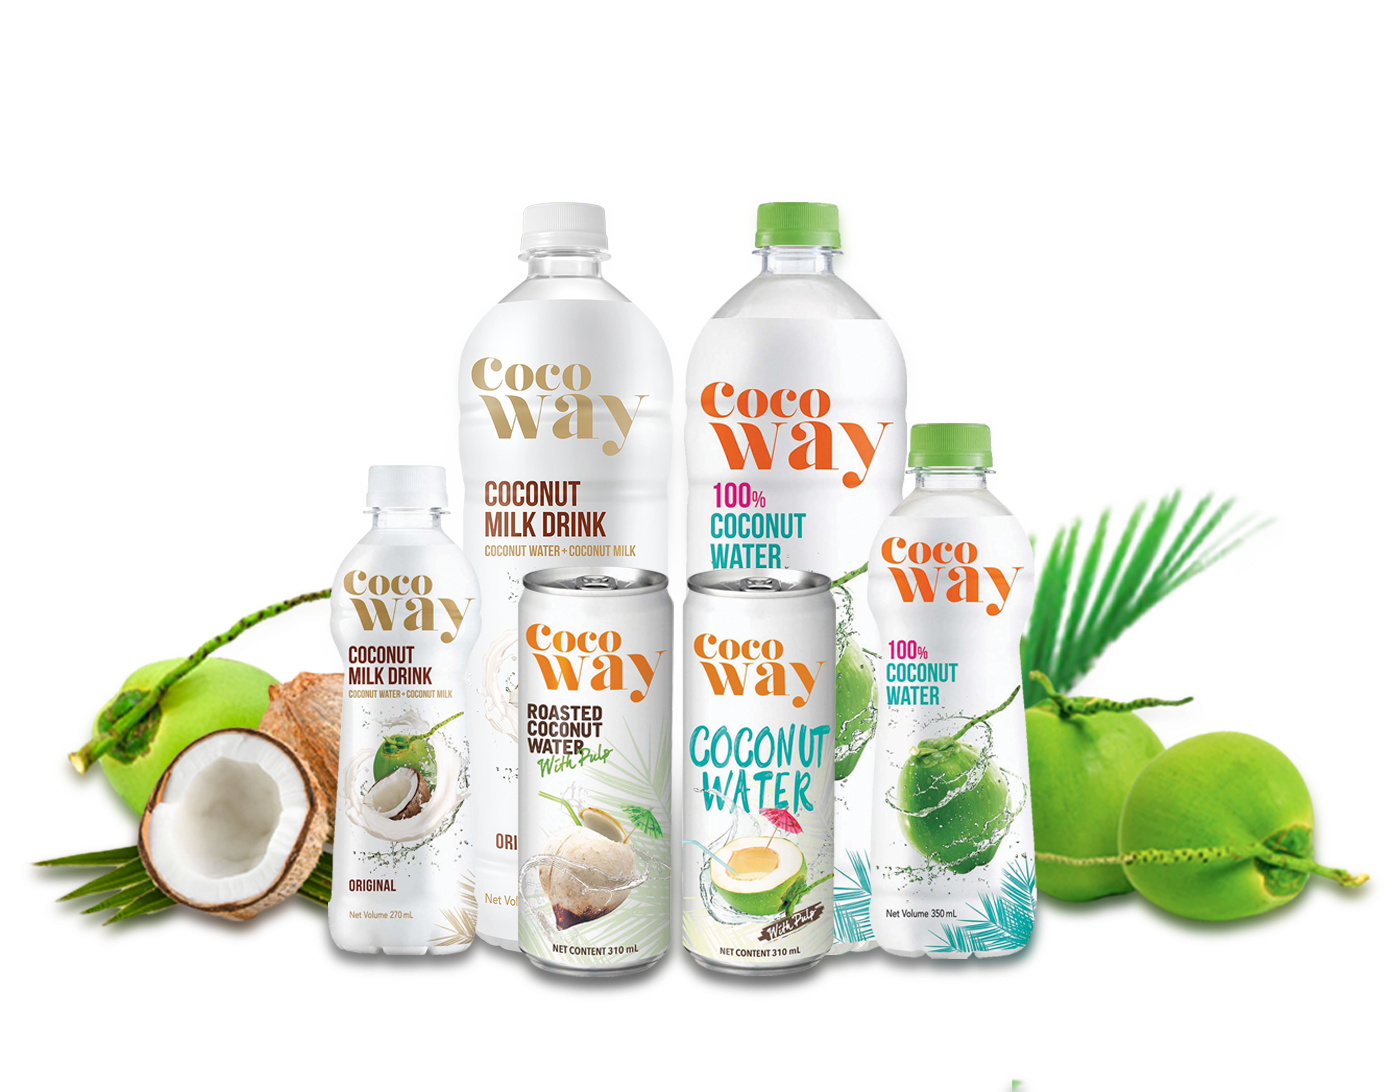 Coco
way
COCONUT
MILK DRINK
COCONUT WATER + COCONUT MILK
Coco
way
100%
COCONUT
WATER
Coco
way
COCONUT
MILK DRINK
COCONUT WATER + COCONUT MILK
ORIGINAL
Net Volume 270 mL
Coco
way
ROASTED
COCONUT
WATER
With Pulp
NET CONTENT 310 mL
Coco
way
COCONUT
WATER
With Pulp
NET CONTENT 310 mL
Coco
way
100%
COCONUT
WATER
Net Volume 350 mL